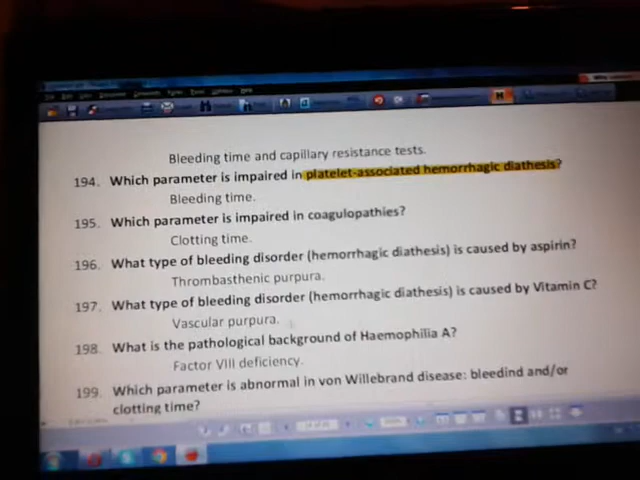 Bleeding time and capillary resistance tests.
194. Which parameter is impaired in platelet-associated hemorrhagic diathesis?
Bleeding time.
195. Which parameter is impaired in coagulopathies?
Clotting time.
196. What type of bleeding disorder (hemorrhagic diathesis) is caused by aspirin?
Thrombasthenic purpura.
197. What type of bleeding disorder (hemorrhagic diathesis) is caused by Vitamin C?
Vascular purpura.
198. What is the pathological background of Haemophilia A?
Factor VIII deficiency.
199. Which parameter is abnormal in von Willebrand disease: bleedind and/or
clotting time?